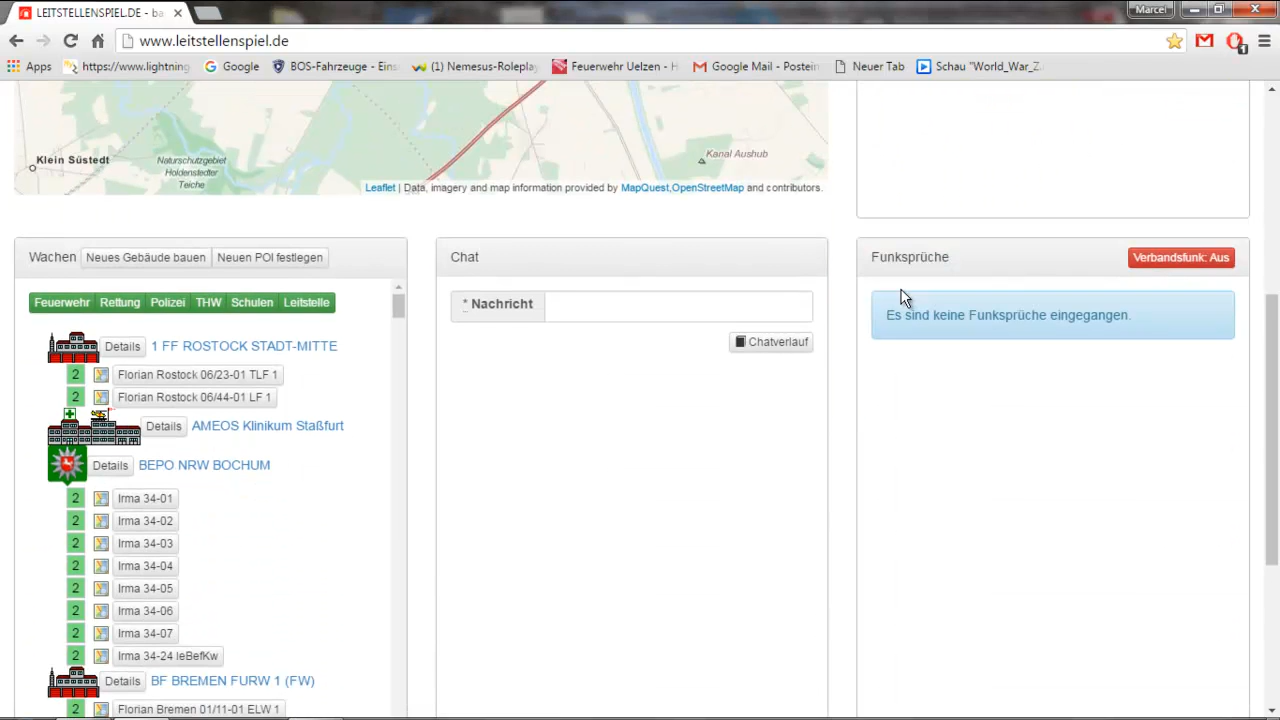 LEITSTELLENSPIEL.DE - ba
Marcel
www.leitstellenspiel.de
1
Apps
https://www.lightning
Google
BOS-Fahrzeuge - Eins
(1) Nemesus-Roleplay
Feuerwehr Uelzen - H
Google Mail - Postein
Neuer Tab
Schau "World_War_Z
Klein Süstedt
Naturschutzgebiet
Holdenstedter
Teiche
Kanal Aushub
Leaflet | Data, imagery and map information provided by MapQuest,OpenStreetMap and contributors.
Wachen
Neues Gebäude bauen
Neuen POI festlegen
Feuerwehr Rettung Polizei THW Schulen Leitstelle
Details 1 FF ROSTOCK STADT-MITTE
2 Florian Rostock 06/23-01 TLF 1
2 Florian Rostock 06/44-01 LF 1
Details AMEOS Klinikum Staßfurt
Details BEPO NRW BOCHUM
2 Irma 34-01
2 Irma 34-02
2 Irma 34-03
2 Irma 34-04
2 Irma 34-05
2 Irma 34-06
2 Irma 34-07
2 Irma 34-24 leBefKw
Details BF BREMEN FURW 1 (FW)
2 Florian Bremen 01/11-01 ELW 1
Chat
* Nachricht
Chatverlauf
Funksprüche
Verbandsfunk: Aus
Es sind keine Funksprüche eingegangen.